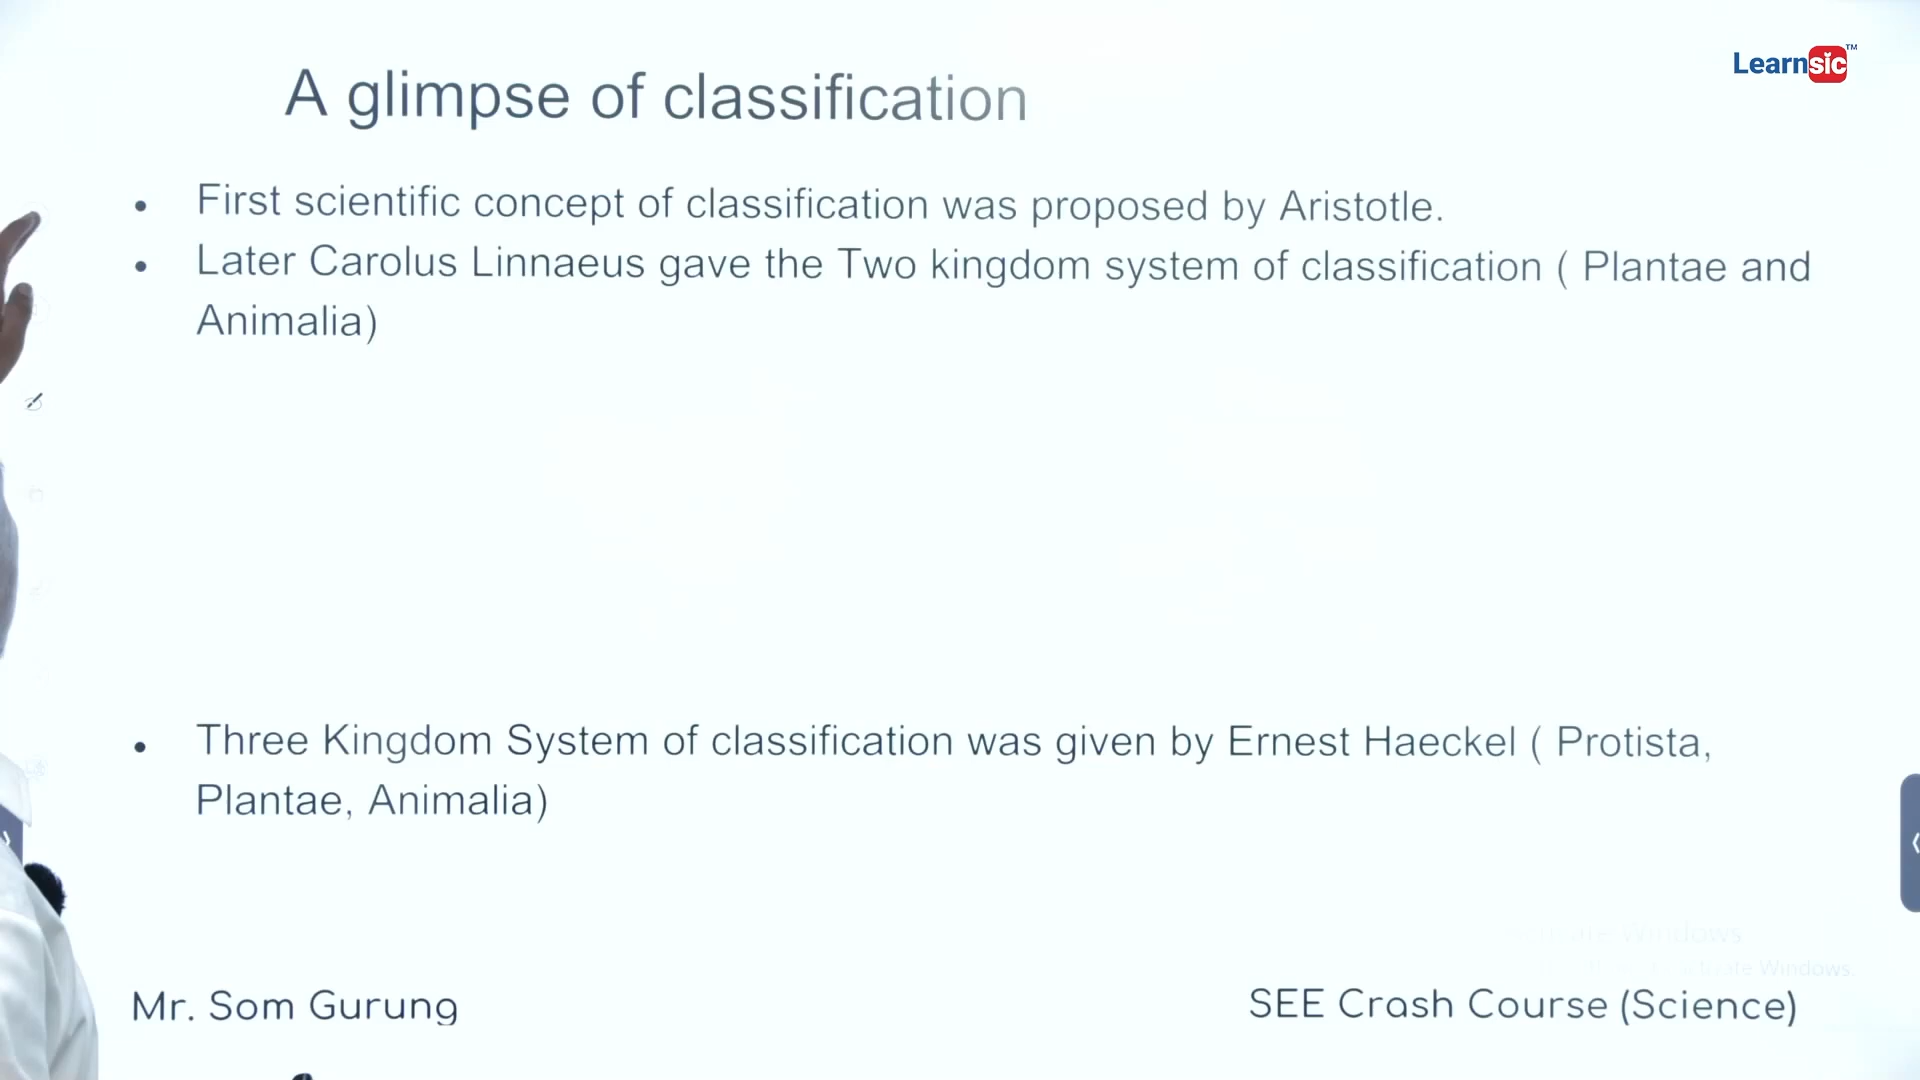 Learnsic™
A glimpse of classification
• First scientific concept of classification was proposed by Aristotle.
• Later Carolus Linnaeus gave the Two kingdom system of classification ( Plantae and
Animalia)
• Three Kingdom System of classification was given by Ernest Haeckel ( Protista,
Plantae, Animalia)
Windows
Windows.
Mr. Som Gurung
SEE Crash Course (Science)